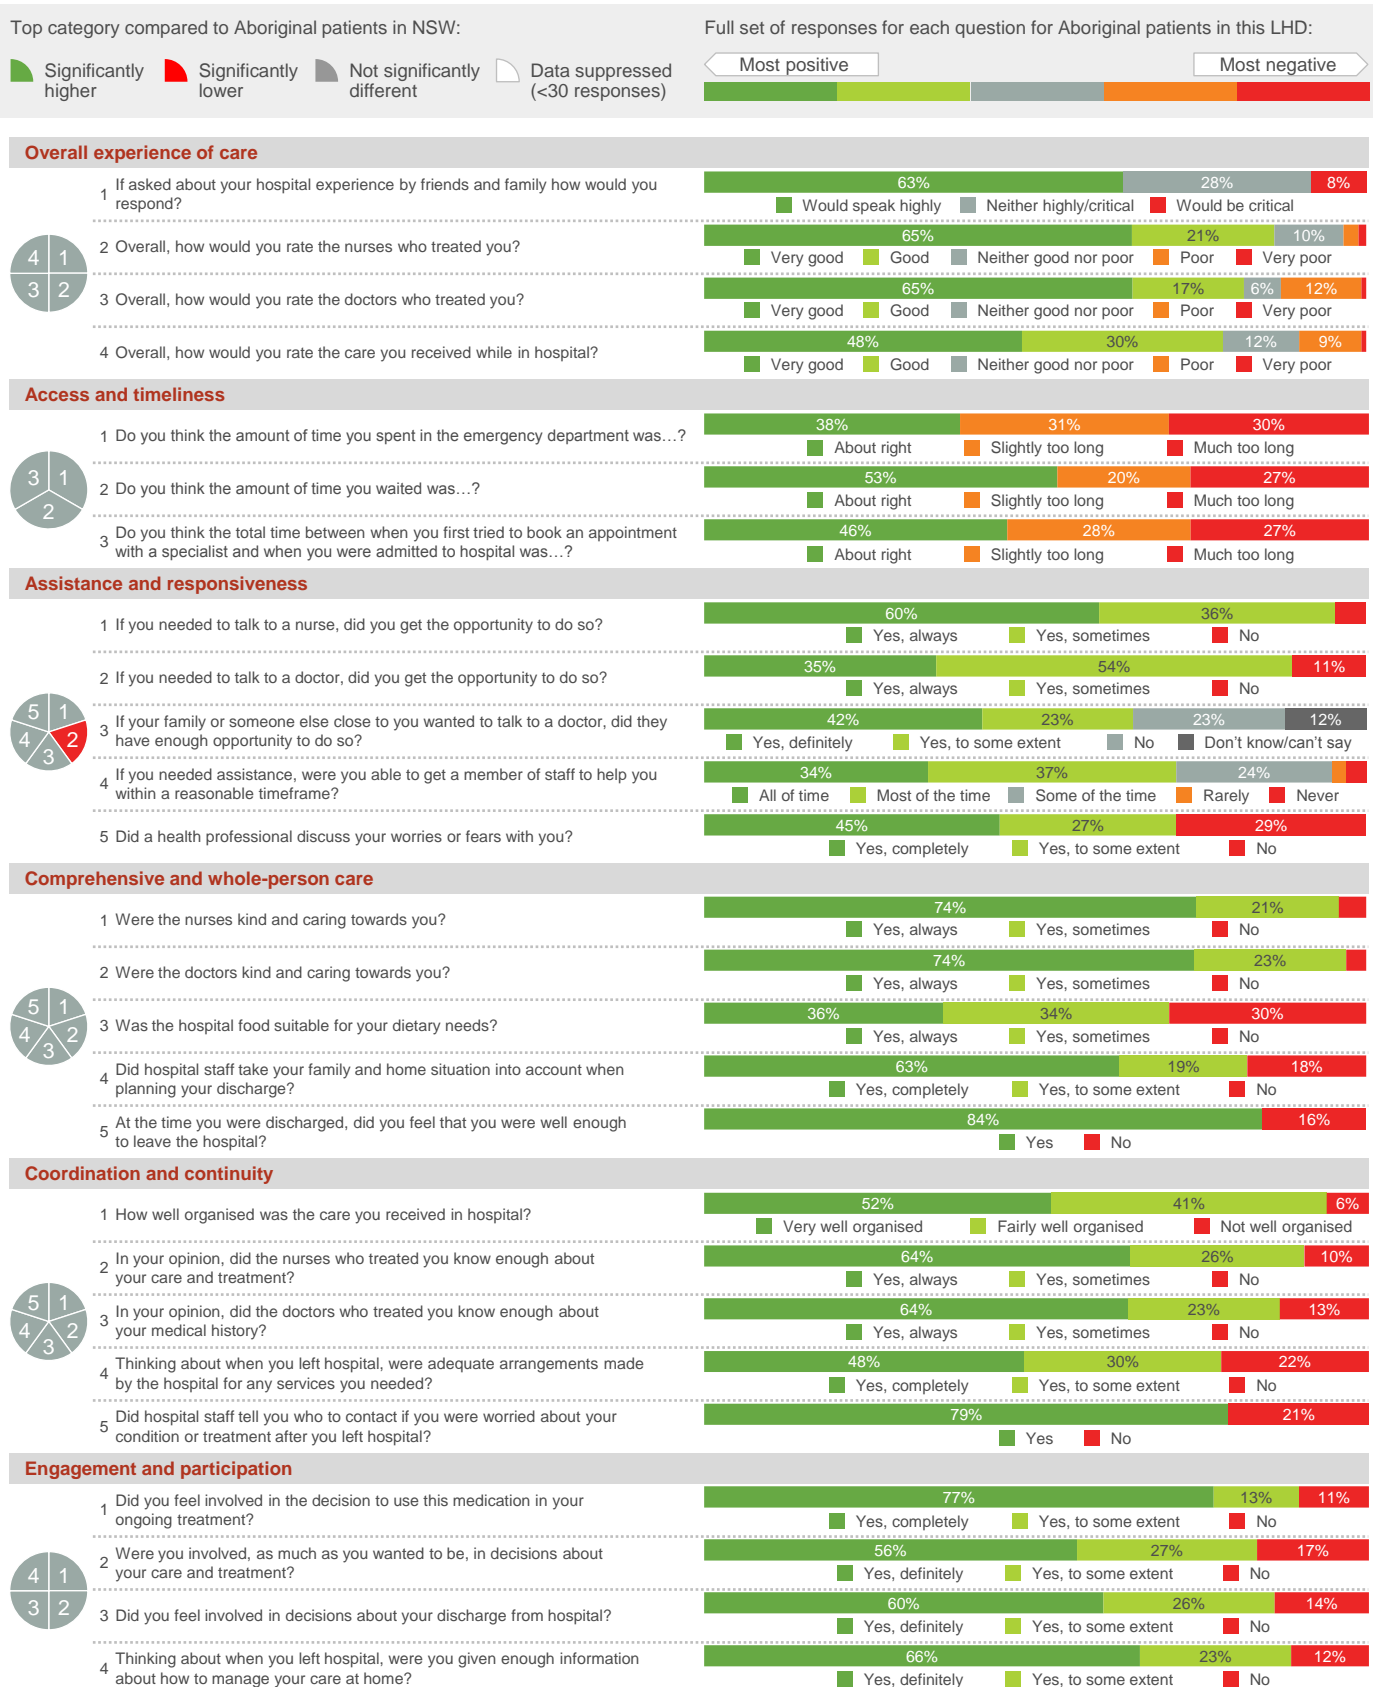 Top category compared to Aboriginal patients in NSW:
Significantly higher
Significantly lower
Not significantly different
Data suppressed (<30 responses)
Full set of responses for each question for Aboriginal patients in this LHD:
Most positive
Most negative
Overall experience of care
4 1
3 2
1 If asked about your hospital experience by friends and family how would you
respond?
63% 28% 8%
Would speak highly Neither highly/critical Would be critical
2 Overall, how would you rate the nurses who treated you?
65% 21% 10%
Very good Good Neither good nor poor Poor Very poor
3 Overall, how would you rate the doctors who treated you?
65% 17% 6% 12%
Very good Good Neither good nor poor Poor Very poor
4 Overall, how would you rate the care you received while in hospital?
48% 30% 12% 9%
Very good Good Neither good nor poor Poor Very poor
Access and timeliness
3 1
2
1 Do you think the amount of time you spent in the emergency department was…?
38% 31% 30%
About right Slightly too long Much too long
2 Do you think the amount of time you waited was…?
53% 20% 27%
About right Slightly too long Much too long
3 Do you think the total time between when you first tried to book an appointment
with a specialist and when you were admitted to hospital was…?
46% 28% 27%
About right Slightly too long Much too long
Assistance and responsiveness
5 1
4 2
3
1 If you needed to talk to a nurse, did you get the opportunity to do so?
60% 36%
Yes, always Yes, sometimes No
2 If you needed to talk to a doctor, did you get the opportunity to do so?
35% 54% 11%
Yes, always Yes, sometimes No
3 If your family or someone else close to you wanted to talk to a doctor, did they
have enough opportunity to do so?
42% 23% 23% 12%
Yes, definitely Yes, to some extent No Don't know/can't say
4 If you needed assistance, were you able to get a member of staff to help you
within a reasonable timeframe?
34% 37% 24%
All of time Most of the time Some of the time Rarely Never
5 Did a health professional discuss your worries or fears with you?
45% 27% 29%
Yes, completely Yes, to some extent No
Comprehensive and whole-person care
5 1
4 2
3
1 Were the nurses kind and caring towards you?
74% 21%
Yes, always Yes, sometimes No
2 Were the doctors kind and caring towards you?
74% 23%
Yes, always Yes, sometimes No
3 Was the hospital food suitable for your dietary needs?
36% 34% 30%
Yes, always Yes, sometimes No
4 Did hospital staff take your family and home situation into account when
planning your discharge?
63% 19% 18%
Yes, completely Yes, to some extent No
5 At the time you were discharged, did you feel that you were well enough
to leave the hospital?
84% 16%
Yes No
Coordination and continuity
5 1
4 2
3
1 How well organised was the care you received in hospital?
52% 41% 6%
Very well organised Fairly well organised Not well organised
2 In your opinion, did the nurses who treated you know enough about
your care and treatment?
64% 26% 10%
Yes, always Yes, sometimes No
3 In your opinion, did the doctors who treated you know enough about
your medical history?
64% 23% 13%
Yes, always Yes, sometimes No
4 Thinking about when you left hospital, were adequate arrangements made
by the hospital for any services you needed?
48% 30% 22%
Yes, completely Yes, to some extent No
5 Did hospital staff tell you who to contact if you were worried about your
condition or treatment after you left hospital?
79% 21%
Yes No
Engagement and participation
4 1
3 2
1 Did you feel involved in the decision to use this medication in your
ongoing treatment?
77% 13% 11%
Yes, completely Yes, to some extent No
2 Were you involved, as much as you wanted to be, in decisions about
your care and treatment?
56% 27% 17%
Yes, definitely Yes, to some extent No
3 Did you feel involved in decisions about your discharge from hospital?
60% 26% 14%
Yes, definitely Yes, to some extent No
4 Thinking about when you left hospital, were you given enough information
about how to manage your care at home?
66% 23% 12%
Yes, definitely Yes, to some extent No